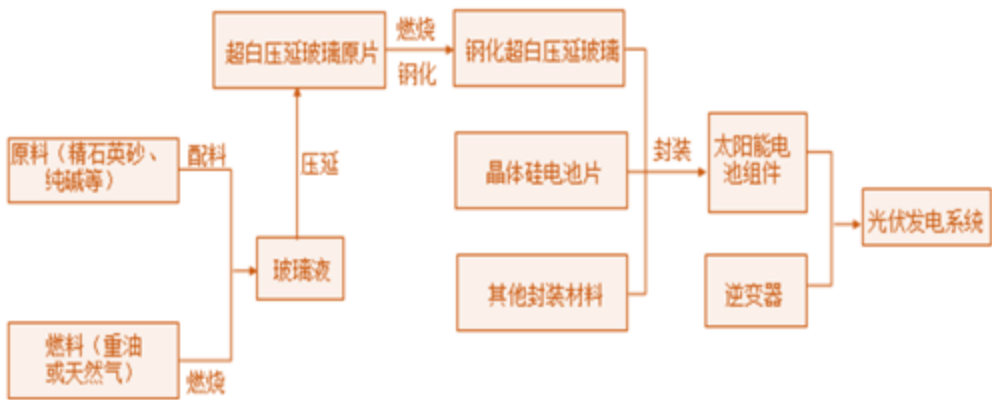 超白压延玻璃原片
燃烧
钢化
钢化超白压延玻璃
原料（精石英砂、
纯碱等）
配料
压延
晶体硅电池片
封装
太阳能电
池组件
光伏发电系统
玻璃液
其他封装材料
逆变器
燃料（重油
或天然气）
燃烧